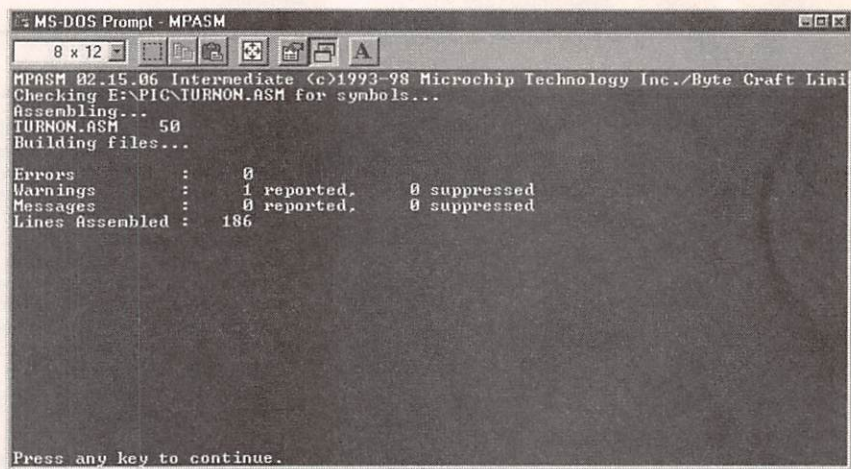 MS-DOS Prompt - MPASM
8 x 12
A
MPASM 02.15.06 Intermediate (c)1993-98 Microchip Technology Inc./Byte Craft Limi
Checking E:\PIC\TURNON.ASM for symbols...
Assembling...
TURNON.ASM 50
Building files...
Errors : 0
Warnings : 1 reported, 0 suppressed
Messages : 0 reported, 0 suppressed
Lines Assembled : 186
Press any key to continue.